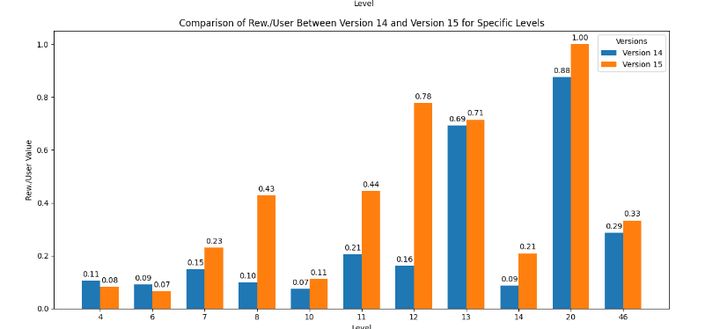 Level
Comparison of Rew./User Between Version 14 and Version 15 for Specific Levels
Versions
Version 14
Version 15
Rew./User Value
1.0
0.8
0.6
0.4
0.2
0.0
0.11 0.08
0.09 0.07
0.15 0.23
0.10 0.43
0.07 0.11
0.21 0.44
0.16 0.78
0.69 0.71
0.09 0.21
0.88 1.00
0.29 0.33
4 6 7 8 10 11 12 13 14 20 46
Level